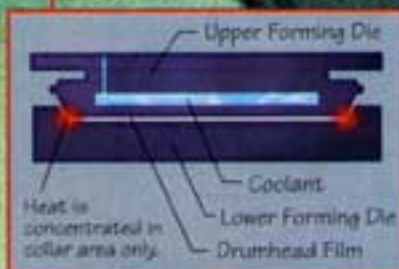 Upper Forming Die
Coolant
Lower Forming Die
Drumhead Film
Heat is
concentrated in
collar area only.